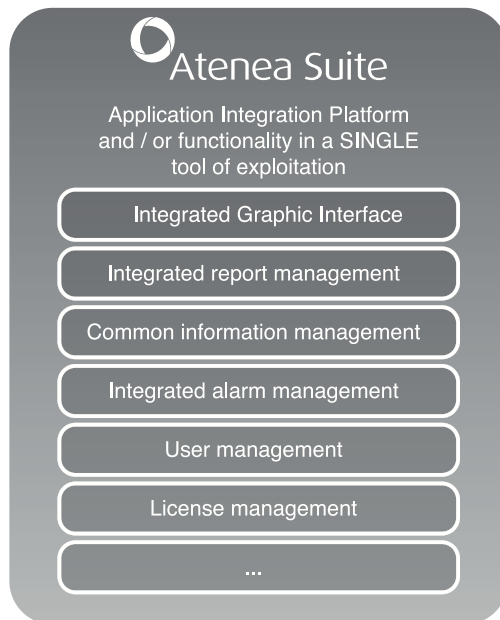 Atenea Suite
Application Integration Platform
and / or functionality in a SINGLE
tool of exploitation
Integrated Graphic Interface
Integrated report management
Common information management
Integrated alarm management
User management
License management
...